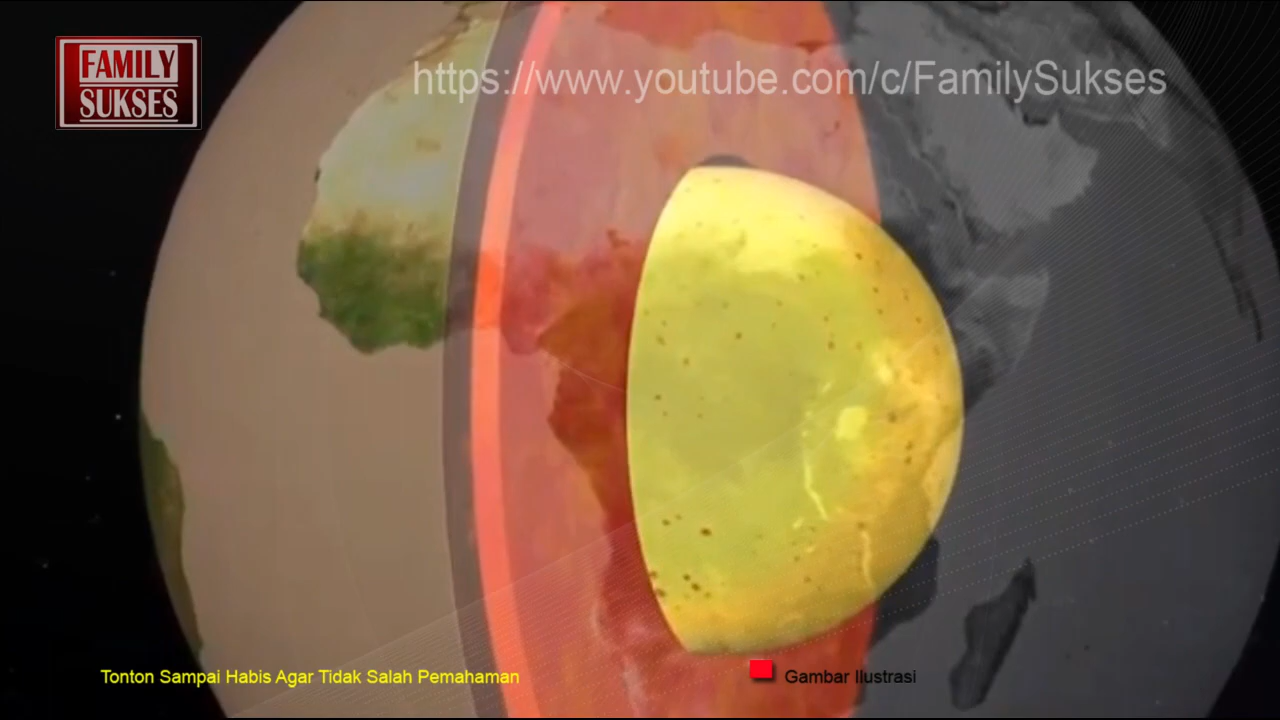 FAMILY
SUKSES
https://www.youtube.com/c/FamilySukses
Tonton Sampai Habis Agar Tidak Salah Pemahaman
Gambar Ilustrasi